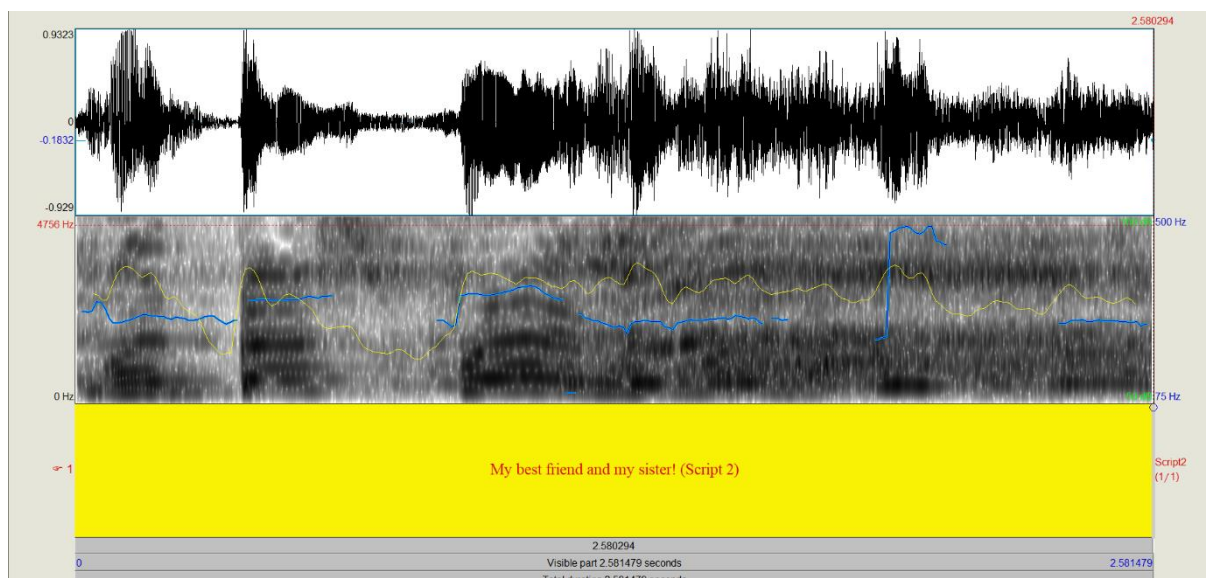 2.580294
0.9323
0
-0.1832
-0.929
4756 Hz
500 Hz
0 Hz
75 Hz
1
My best friend and my sister! (Script 2)
Script2
(1/1)
2.580294
0
Visible part 2.581479 seconds
2.581479